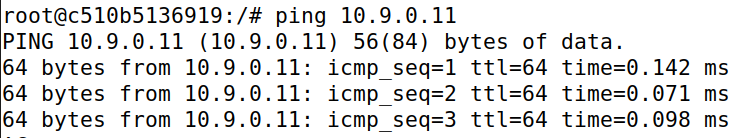 root@c510b5136919:/# ping 10.9.0.11
PING 10.9.0.11 (10.9.0.11) 56(84) bytes of data.
64 bytes from 10.9.0.11: icmp_seq=1 ttl=64 time=0.142 ms
64 bytes from 10.9.0.11: icmp_seq=2 ttl=64 time=0.071 ms
64 bytes from 10.9.0.11: icmp_seq=3 ttl=64 time=0.098 ms